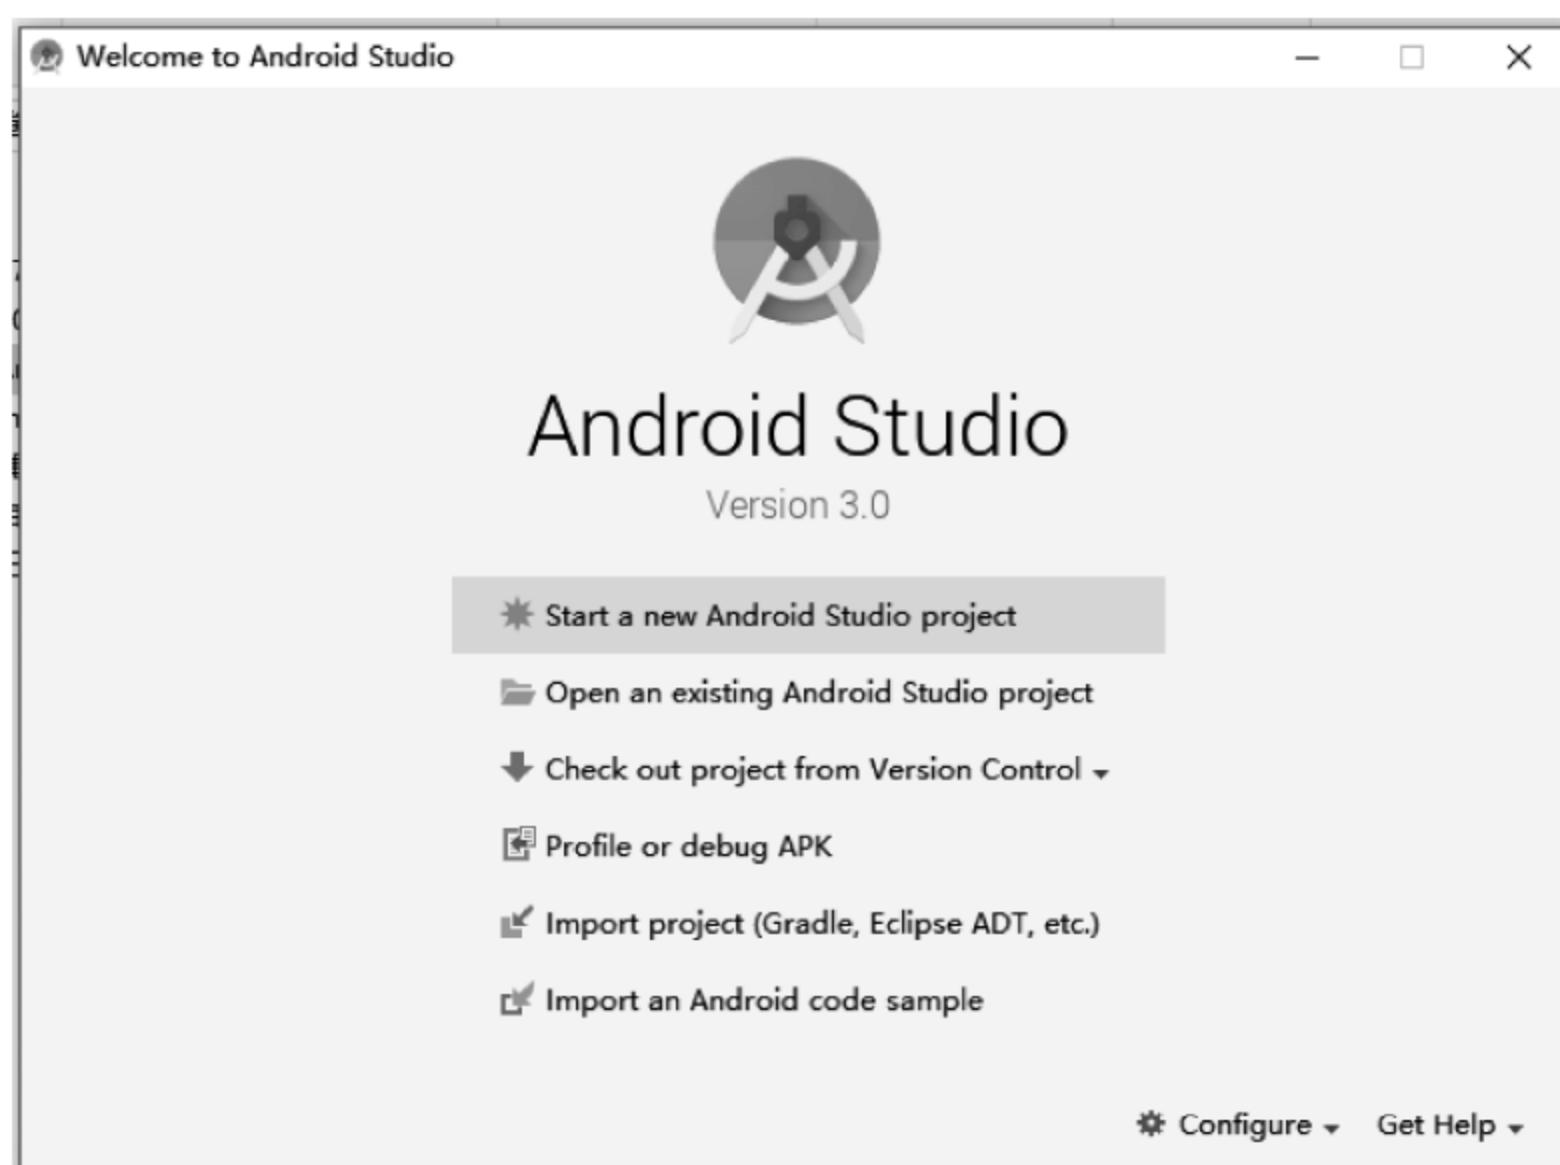 Welcome to Android Studio
Android Studio
Version 3.0
Start a new Android Studio project
Open an existing Android Studio project
Check out project from Version Control
Profile or debug APK
Import project (Gradle, Eclipse ADT, etc.)
Import an Android code sample
Configure
Get Help